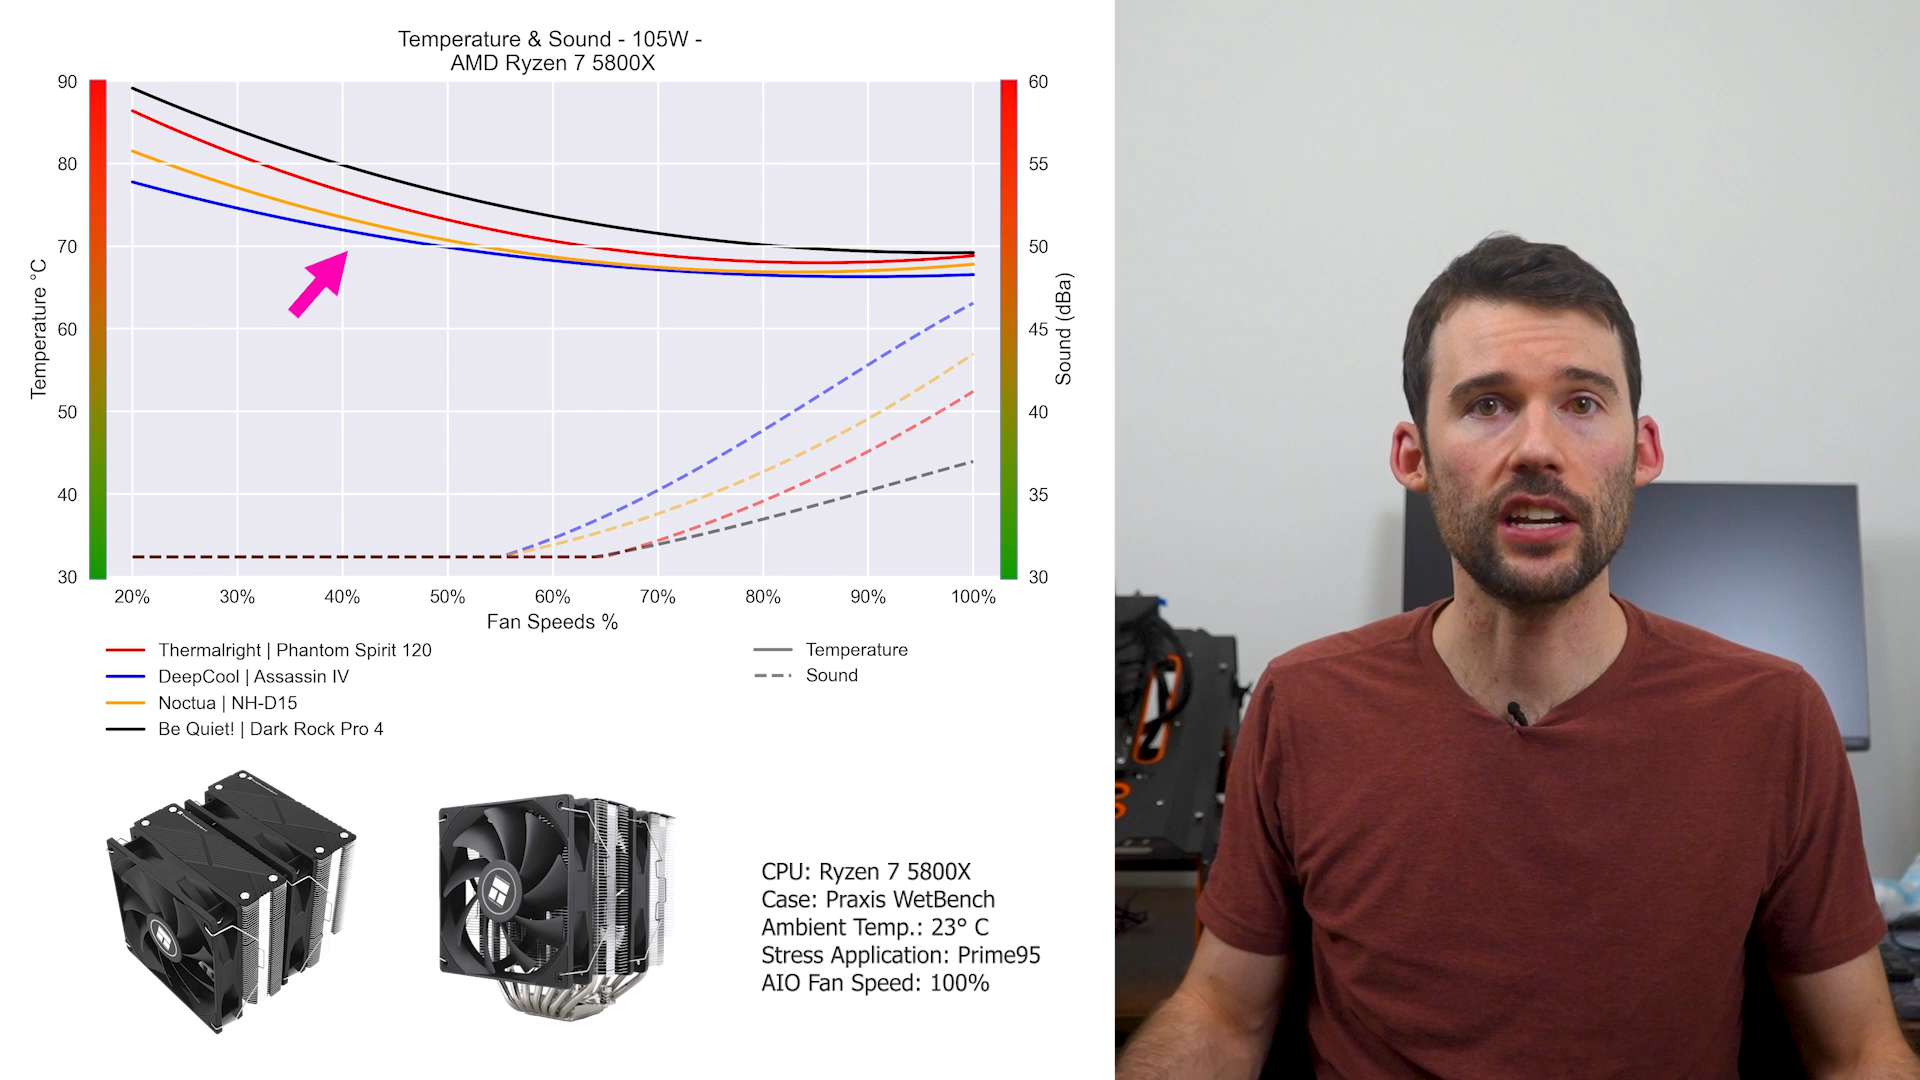 Temperature & Sound - 105W -
AMD Ryzen 7 5800X
90
80
70
60
50
40
30
Temperature °C
60
55
50
45
40
35
30
Sound (dBa)
20% 30% 40% 50% 60% 70% 80% 90% 100%
Fan Speeds %
Thermalright | Phantom Spirit 120
DeepCool | Assassin IV
Noctua | NH-D15
Be Quiet! | Dark Rock Pro 4
Temperature
Sound
CPU: Ryzen 7 5800X
Case: Praxis WetBench
Ambient Temp.: 23° C
Stress Application: Prime95
AIO Fan Speed: 100%